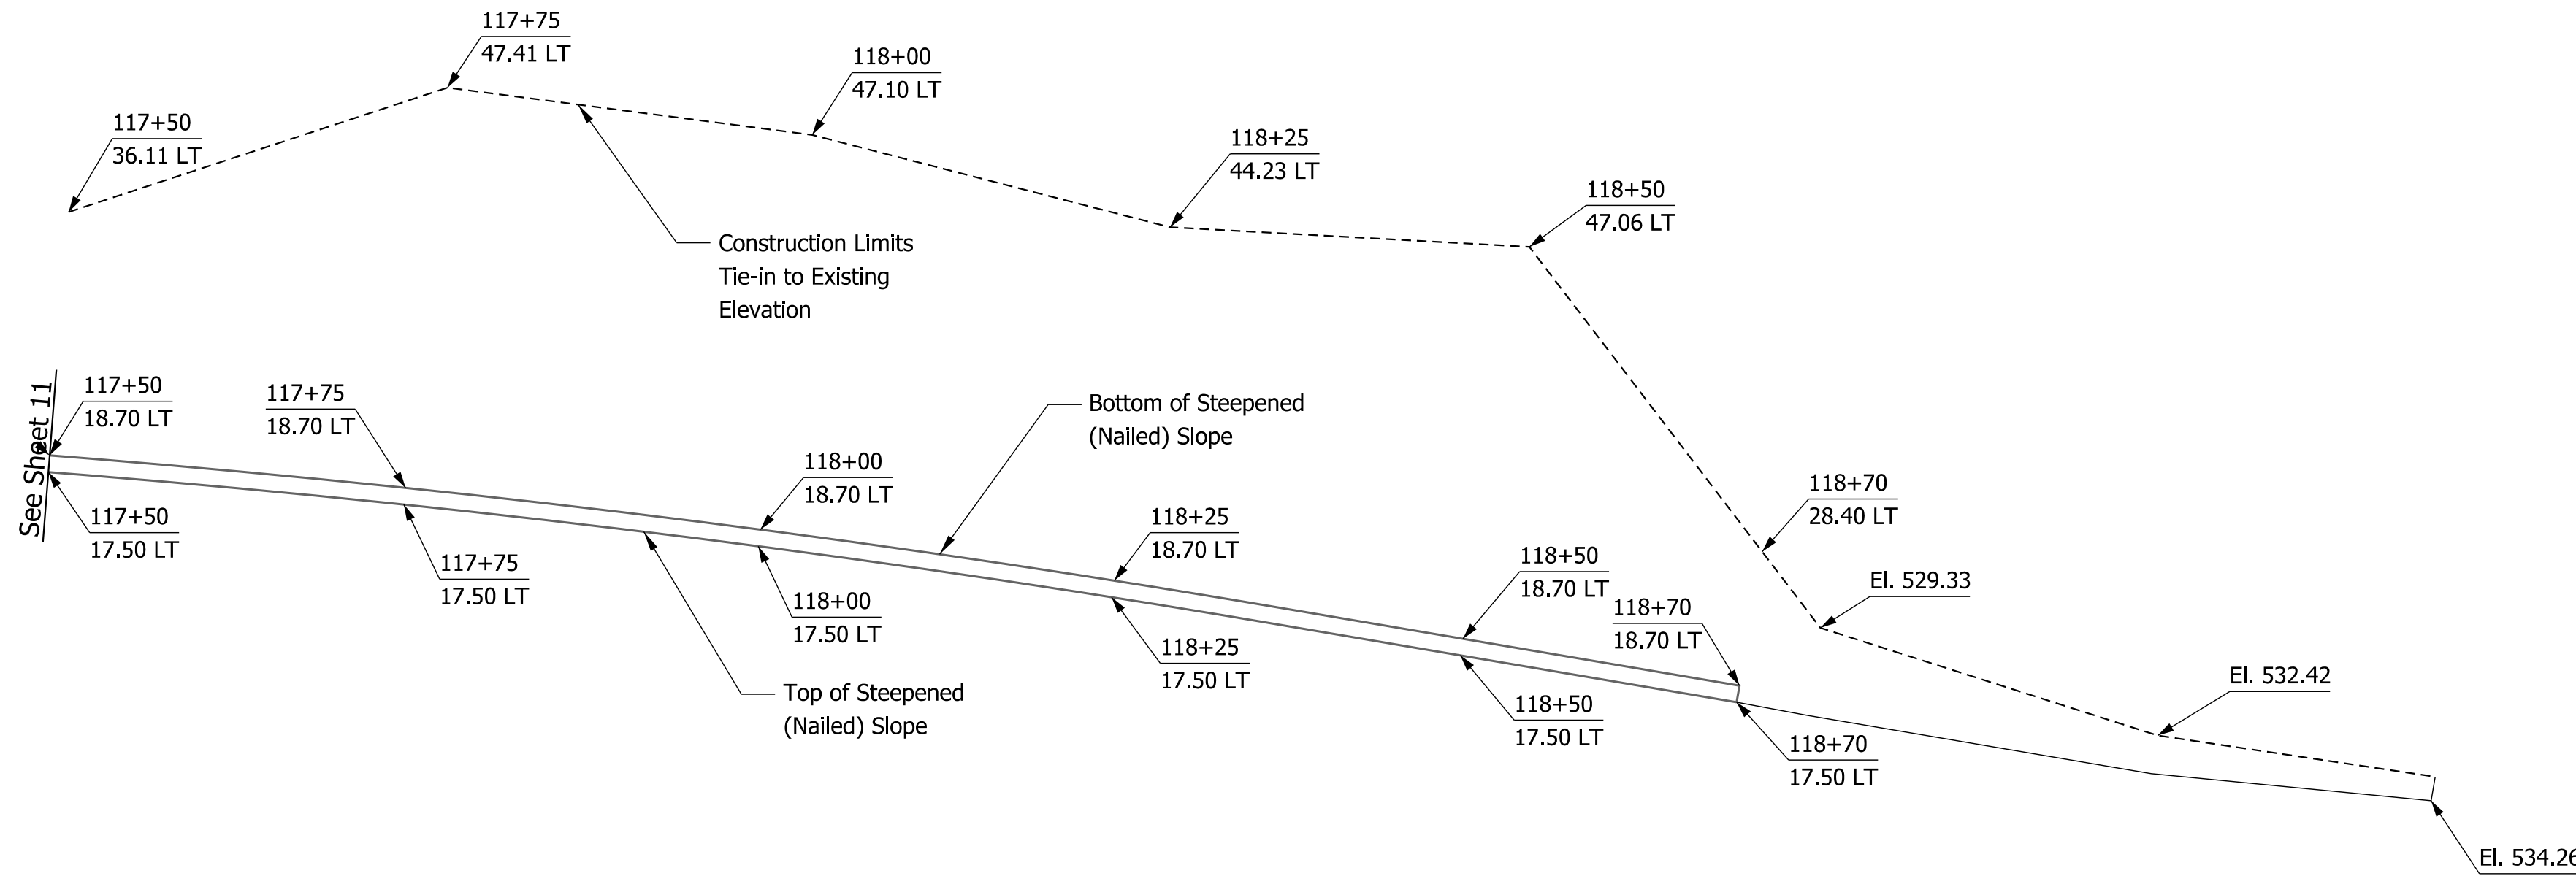 117+75
47.41 LT
118+00
47.10 LT
117+50
36.11 LT
118+25
44.23 LT
118+50
47.06 LT
Construction Limits
Tie-in to Existing
Elevation
See Sheet 11
117+50
18.70 LT
117+75
18.70 LT
Bottom of Steepened
(Nailed) Slope
118+00
18.70 LT
118+70
28.40 LT
117+50
17.50 LT
118+25
18.70 LT
117+75
17.50 LT
118+50
18.70 LT
El. 529.33
118+00
17.50 LT
118+70
18.70 LT
118+25
17.50 LT
El. 532.42
Top of Steepened
(Nailed) Slope
118+50
17.50 LT
118+70
17.50 LT
El. 534.26